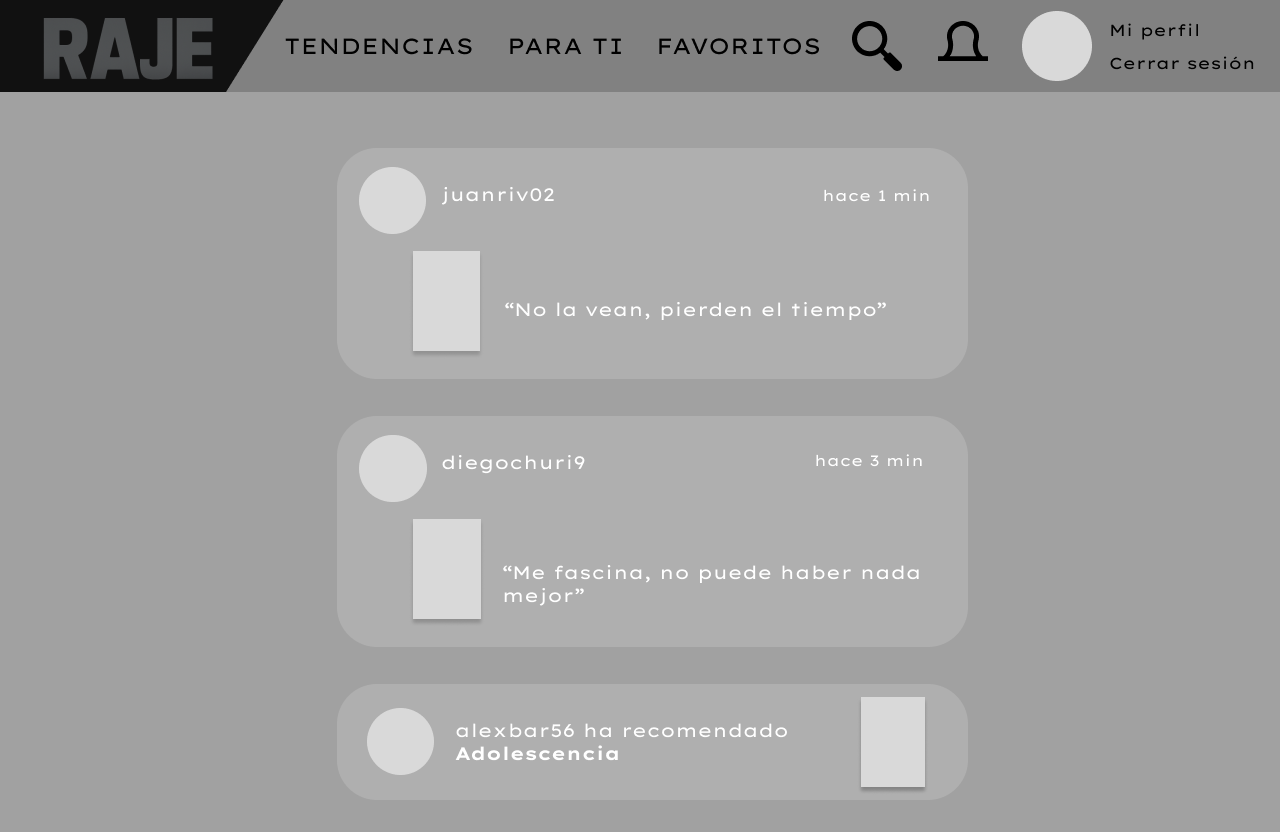 RAJE
TENDENCIAS PARA TI FAVORITOS
Mi perfil
Cerrar sesión
juanriv02
hace 1 min
“No la vean, pierden el tiempo”
diegochuri9
hace 3 min
“Me fascina, no puede haber nada
mejor”
alexbar56 ha recomendado
Adolescencia